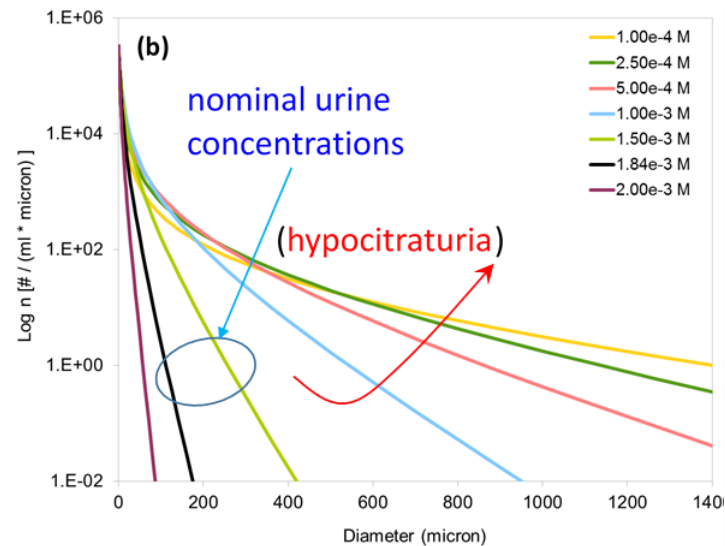 1.E+06
(b)
1.00e-4 M
2.50e-4 M
5.00e-4 M
1.00e-3 M
1.50e-3 M
1.84e-3 M
2.00e-3 M
nominal urine
concentrations
1.E+04
(hypocitraturia)
1.E+02
1.E+00
1.E-02
Log n [# / (ml * micron) ]
0
200
400
600
800
1000
1200
1400
Diameter (micron)